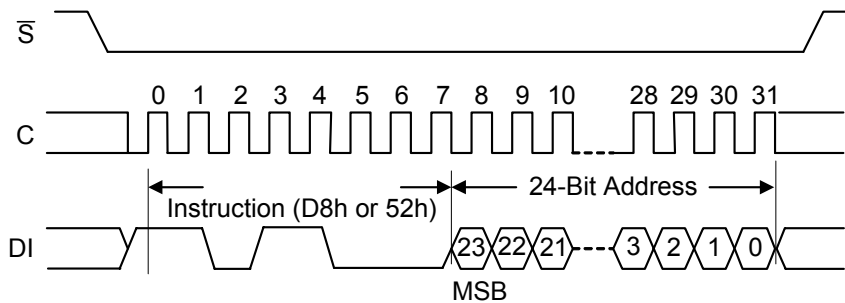 S
0 1 2 3 4 5 6 7 8 9 10 28 29 30 31
C
24-Bit Address
Instruction (D8h or 52h)
DI 23 22 21 3 2 1 0
MSB